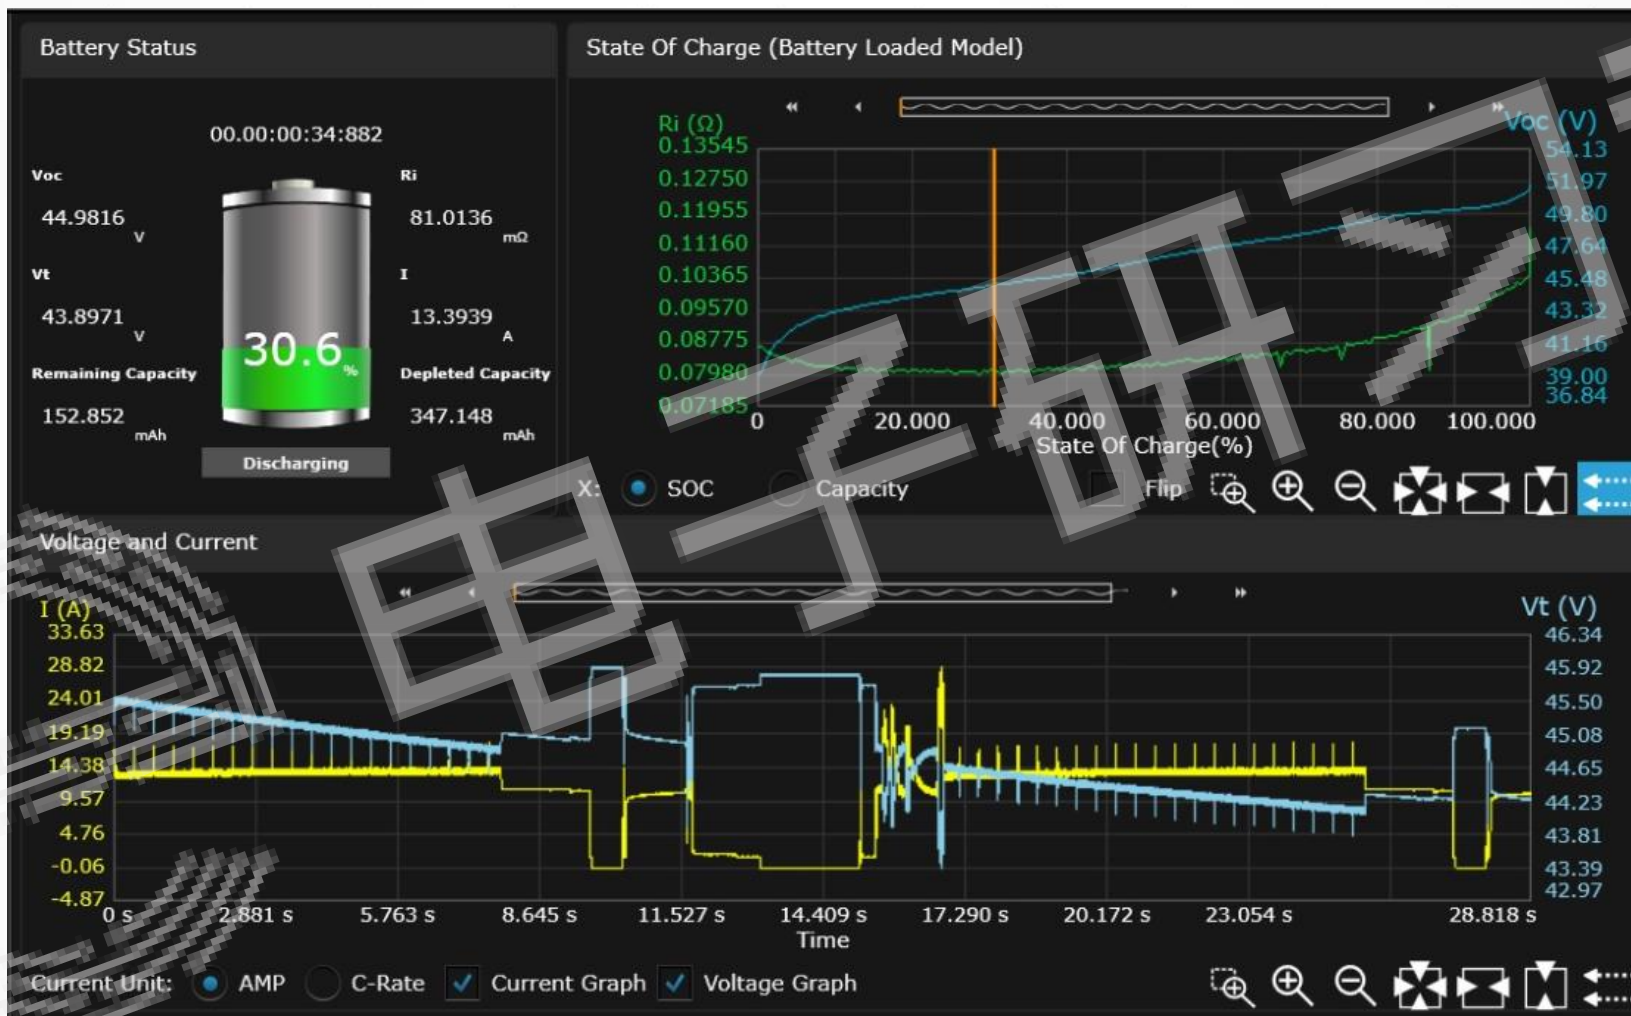 Battery Status
00.00:00:34:882
Voc
44.9816 V
Ri
81.0136 mΩ
Vt
43.8971 V
I
13.3939 A
30.6%
Remaining Capacity
152.852 mAh
Depleted Capacity
347.148 mAh
Discharging
State Of Charge (Battery Loaded Model)
Ri (Ω)
0.13545
0.12750
0.11955
0.11160
0.10365
0.09570
0.08775
0.07980
0.07185
Voc (V)
54.13
51.97
49.80
47.64
45.48
43.32
41.16
39.00
36.84
0 20.000 40.000 60.000 80.000 100.000
State Of Charge(%)
X: SOC Capacity Flip
Voltage and Current
I (A)
33.63
28.82
24.01
19.19
14.38
9.57
4.76
-0.06
-4.87
Vt (V)
46.34
45.92
45.50
45.08
44.65
44.23
43.81
43.39
42.97
0 s 2.881 s 5.763 s 8.645 s 11.527 s 14.409 s 17.290 s 20.172 s 23.054 s 28.818 s
Time
Current Unit: AMP C-Rate Current Graph Voltage Graph
电子研习